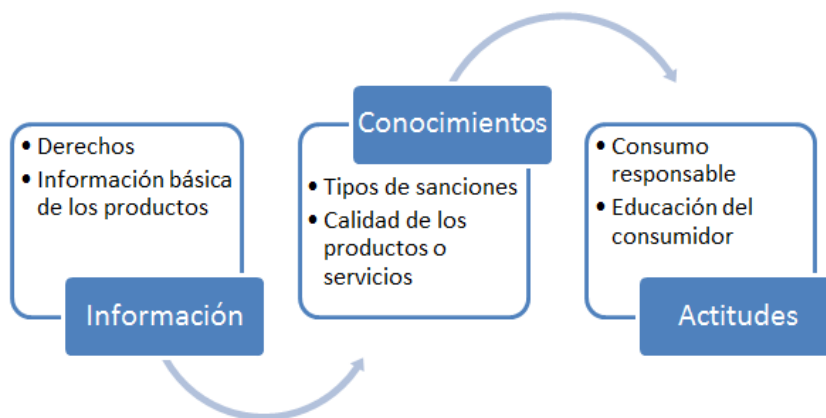 • Derechos
• Información básica
de los productos
Información
Conocimientos
• Tipos de sanciones
• Calidad de los
productos o
servicios
• Consumo
responsable
• Educación del
consumidor
Actitudes